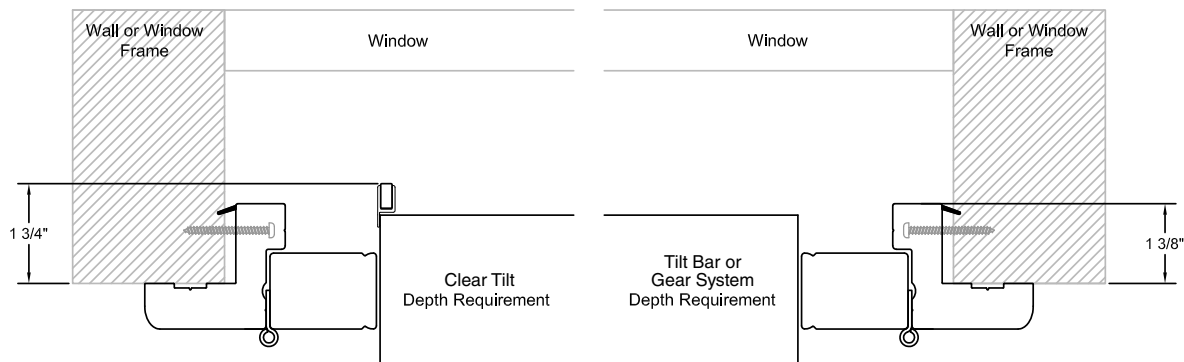 Wall or Window
Frame
Window
Window
Wall or Window
Frame
1 3/4"
Clear Tilt
Depth Requirement
Tilt Bar or
Gear System
Depth Requirement
1 3/8"